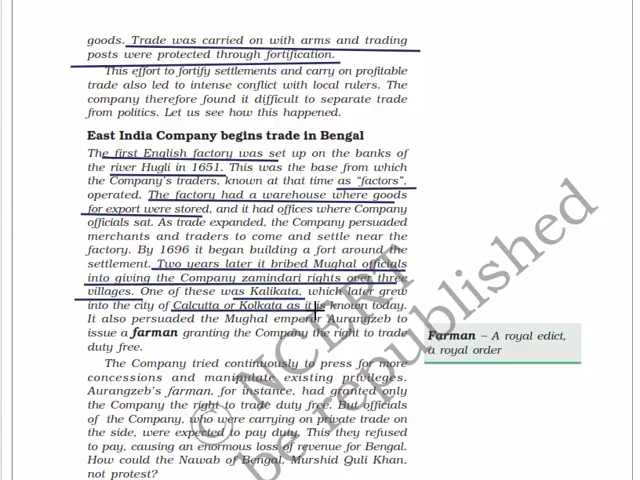 goods. Trade was carried on with arms and trading
posts were protected through fortification.
This effort to fortify settlements and carry on profitable
trade also led to intense conflict with local rulers. The
company therefore found it difficult to separate trade
from politics. Let us see how this happened.
East India Company begins trade in Bengal
The first English factory was set up on the banks of
the river Hugli in 1651. This was the base from which
the Company's traders, known at that time as "factors",
operated. The factory had a warehouse where goods
for export were stored, and it had offices where Company
officials sat. As trade expanded, the Company persuaded
merchants and traders to come and settle near the
factory. By 1696 it began building a fort around the
settlement. Two years later it bribed Mughal officials
into giving the Company zamindari rights over three
villages. One of these was Kalikata, which later grew
into the city of Calcutta or Kolkata as it is known today.
It also persuaded the Mughal emperor Aurangzeb to
issue a farman granting the Company the right to trade
duty free.
The Company tried continuously to press for more
concessions and manipulate existing privileges.
Aurangzeb's farman, for instance, had granted only
the Company the right to trade duty free. But officials
of the Company, who were carrying on private trade on
the side, were expected to pay duty. This they refused
to pay, causing an enormous loss of revenue for Bengal.
How could the Nawab of Bengal, Murshid Quli Khan,
not protest?
Farman – A royal edict,
a royal order
© NCERT
be republished